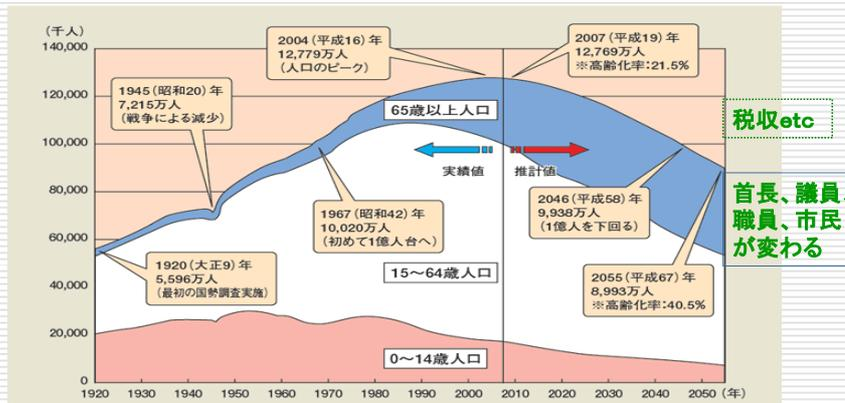 (千人)
140,000
120,000
100,000
80,000
60,000
40,000
20,000
0
2004(平成16)年
12,779万人
(人口のピーク)
2007(平成19)年
12,769万人
※高齢化率:21.5%
1945(昭和20)年
7,215万人
(戦争による減少)
65歳以上人口
実績値
推計値
1967(昭和42)年
10,020万人
(初めて1億人台へ)
2046(平成58)年
9,938万人
(1億人を下回る)
1920(大正9)年
5,596万人
(最初の国勢調査実施)
15~64歳人口
2055(平成67)年
8,993万人
※高齢化率:40.5%
0~14歳人口
1920 1930 1940 1950 1960 1970 1980 1990 2000 2010 2020 2030 2040 2050 (年)
税収etc
首長、議員、
職員、市民
が変わる